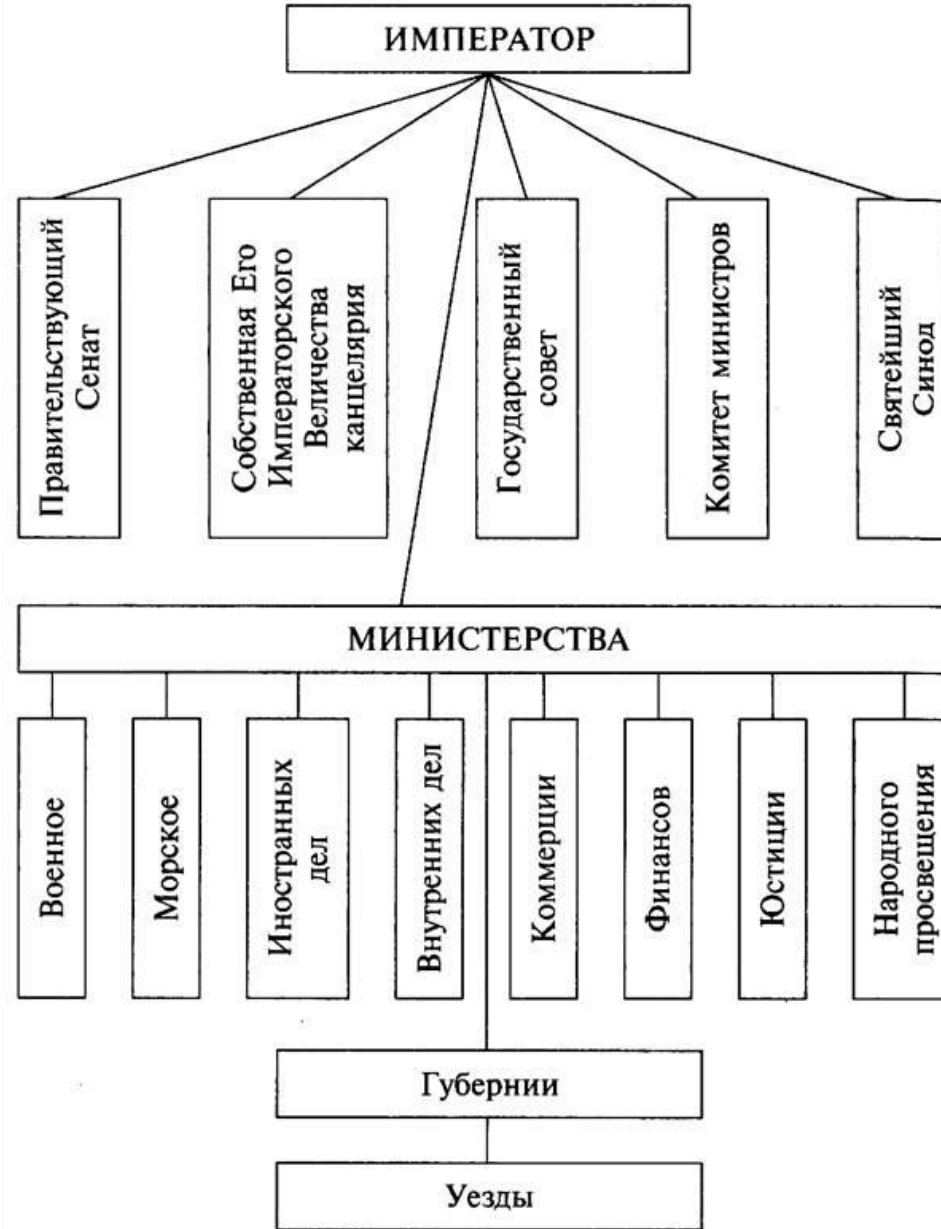 ИМПЕРАТОР
Правительствующий
Сенат
Собственная Его
Императорского
Величества
канцелярия
Государственный
совет
Комитет министров
Святейший
Синод
МИНИСТЕРСТВА
Военное
Морское
Иностранных
дел
Внутренних дел
Коммерции
Финансов
Юстиции
Народного
просвещения
Губернии
Уезды